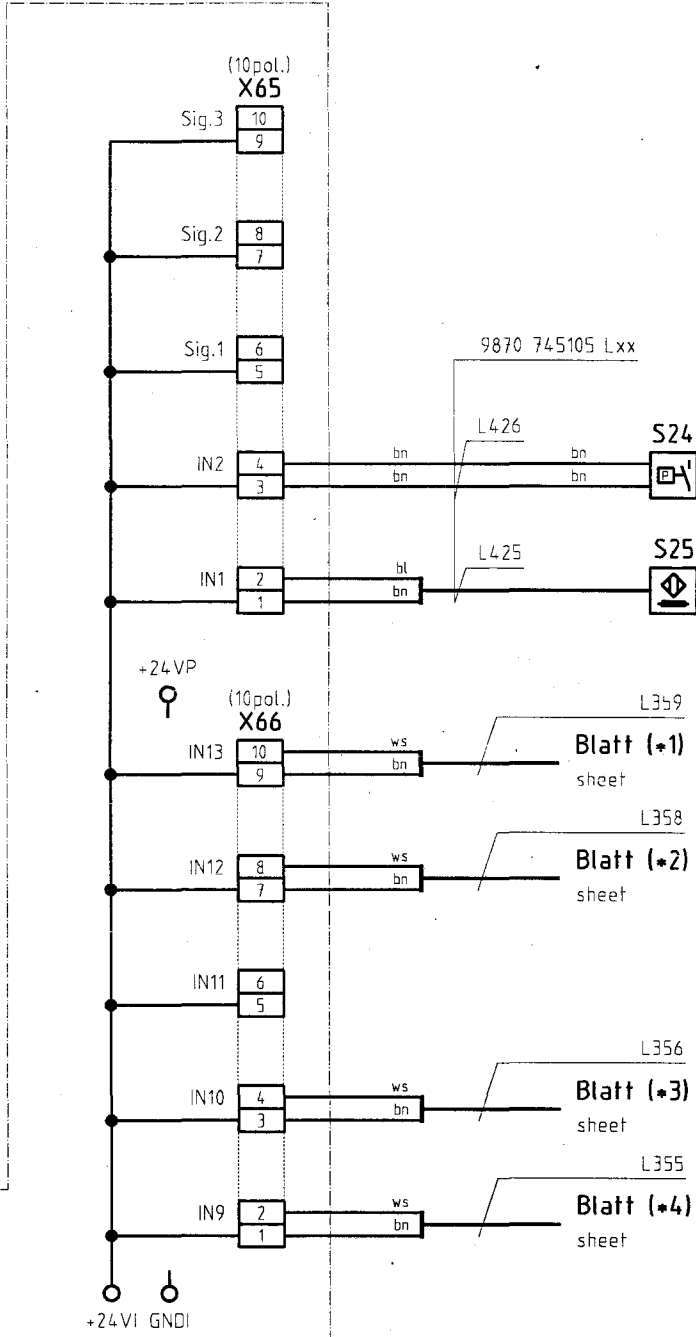 (10pol.)
X65
Sig.3 10
9
Sig.2 8
7
Sig.1 6
5
9870 745105 Lxx
L426
S24
IN2 4 bn bn
3 bn bn
P
L425
S25
IN1 2 bl
1 bn
+24VP
(10pol.)
X66
L359
IN13 10 ws
9 bn
Blatt (*1)
sheet
L358
IN12 8 ws
7 bn
Blatt (*2)
sheet
IN11 6
5
L356
IN10 4 ws
3 bn
Blatt (*3)
sheet
L355
IN9 2 ws
1 bn
Blatt (*4)
sheet
+24VI GNDI